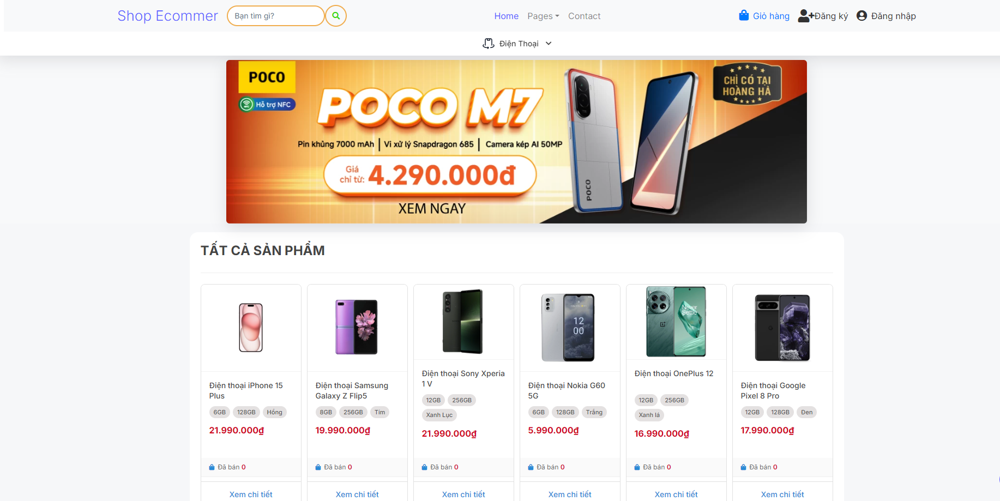 Shop Ecommer
Bạn tìm gì?
Home
Pages
Contact
Giỏ hàng
Đăng ký
Đăng nhập
Điện Thoại
POCO
NFC
Hỗ trợ NFC
POCO M7
Pin khủng 7000 mAh | Vi xử lý Snapdragon 685 | Camera kép AI 50MP
Giá
chỉ từ: 4.290.000đ
XEM NGAY
POCO
CHỈ CÓ TẠI
HOÀNG HÀ
TẤT CẢ SẢN PHẨM
Điện thoại iPhone 15
Plus
6GB 128GB Hồng
21.990.000₫
Đã bán 0
Xem chi tiết
Điện thoại Samsung
Galaxy Z Flip5
8GB 256GB Tím
19.990.000₫
Đã bán 0
Xem chi tiết
Điện thoại Sony Xperia
1 V
12GB 256GB
Xanh Lục
21.990.000₫
Đã bán 0
Xem chi tiết
12
00
Điện thoại Nokia G60
5G
6GB 128GB Trắng
5.990.000₫
Đã bán 0
Xem chi tiết
Never
Settle
Điện thoại OnePlus 12
12GB 256GB
Xanh lá
16.990.000₫
Đã bán 0
Xem chi tiết
Điện thoại Google
Pixel 8 Pro
12GB 128GB Đen
17.990.000₫
Đã bán 0
Xem chi tiết